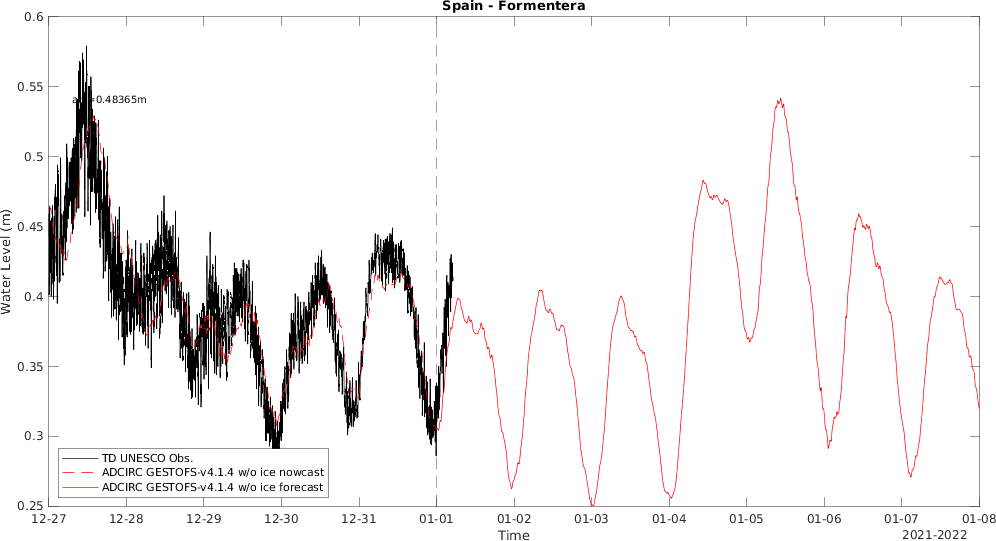 Spain - Formentera
0.6
0.55
0.5
0.45
0.4
0.35
0.3
0.25
Water Level (m)
=0.48365m
TD UNESCO Obs.
ADCIRC GESTOFS-v4.1.4 w/o ice nowcast
ADCIRC GESTOFS-v4.1.4 w/o ice forecast
12-27 12-28 12-29 12-30 12-31 01-01 01-02 01-03 01-04 01-05 01-06 01-07 01-08
Time
2021-2022